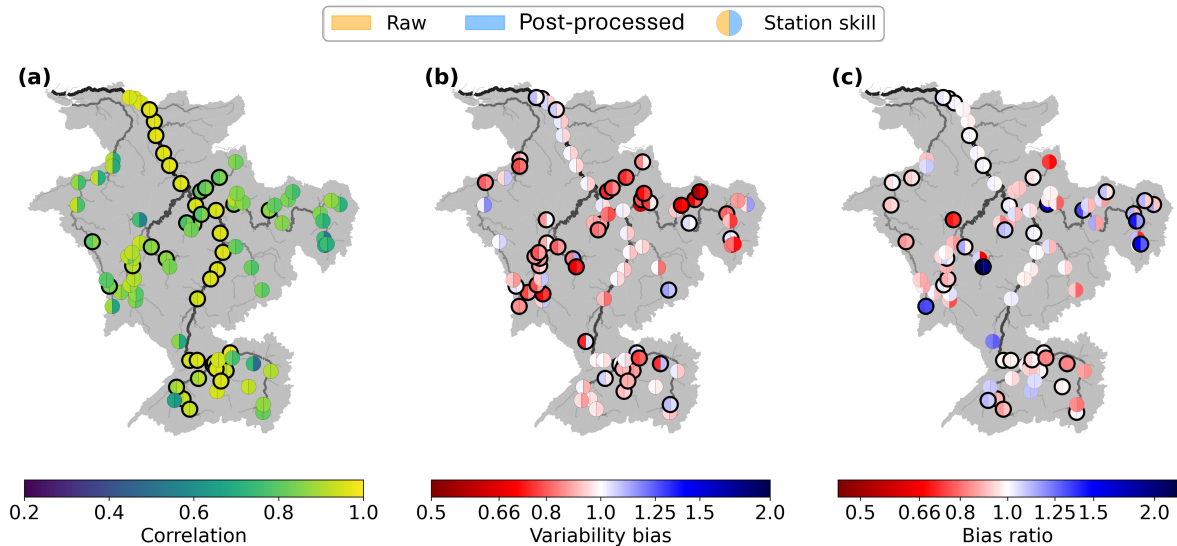 Raw Post-processed Station skill
(a) (b) (c)
0.2 0.4 0.6 0.8 1.0 0.5 0.66 0.8 1.0 1.25 1.5 2.0 0.5 0.66 0.8 1.0 1.25 1.5 2.0
Correlation Variability bias Bias ratio